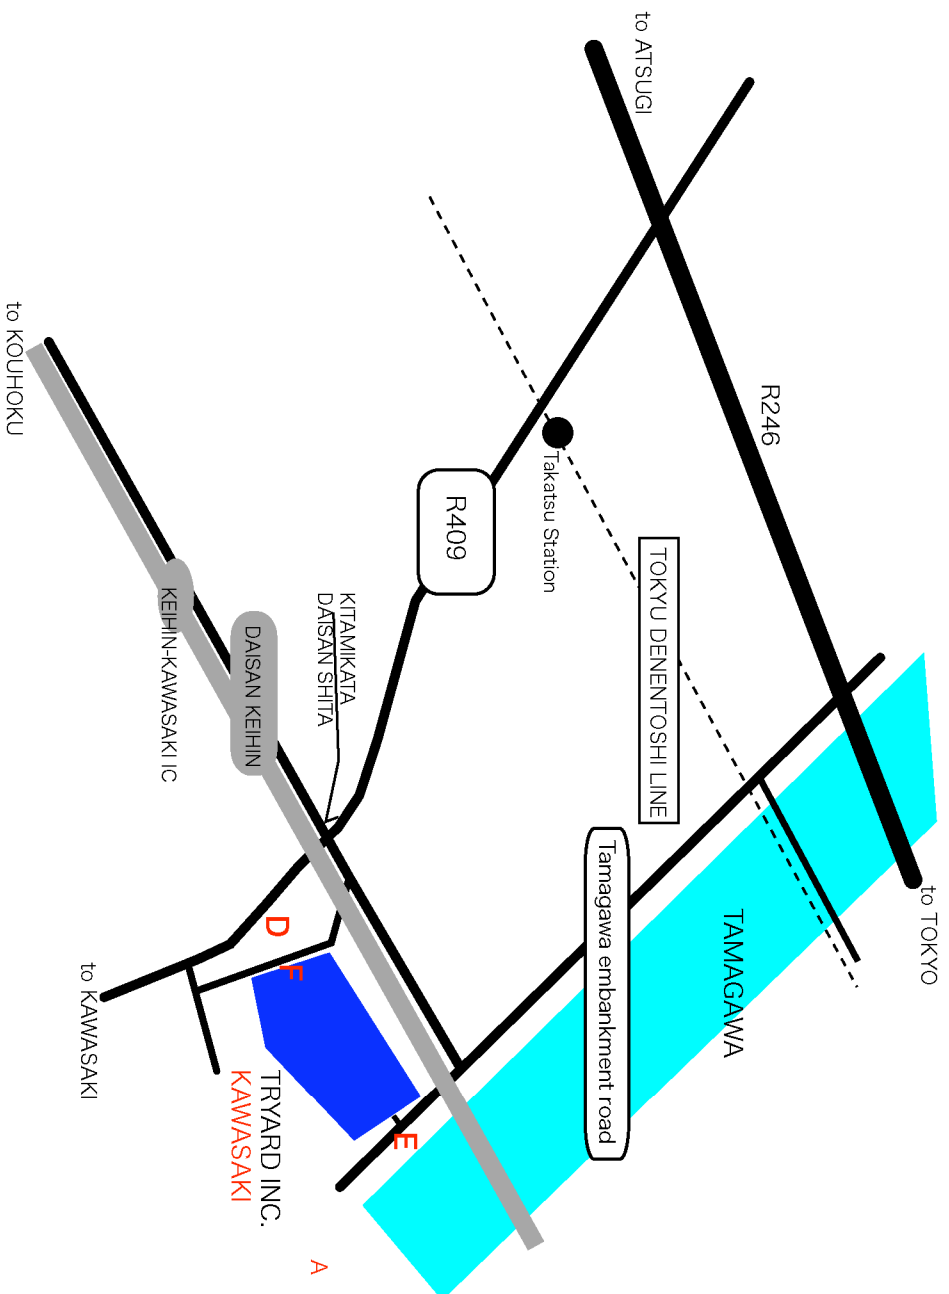 to ATSUGI
R246
to TOKYO
Takatsu Station
R409
TOKYU DENENTOSHI LINE
TAMAGAWA
Tamagawa embankment road
KITAMIKATA
DAISAN SHITA
to KOUHOKU
DAISAN KEIHIN
KEIHIN-KAWASAKI IC
D
F
E
to KAWASAKI
TRYARD INC.
KAWASAKI
A